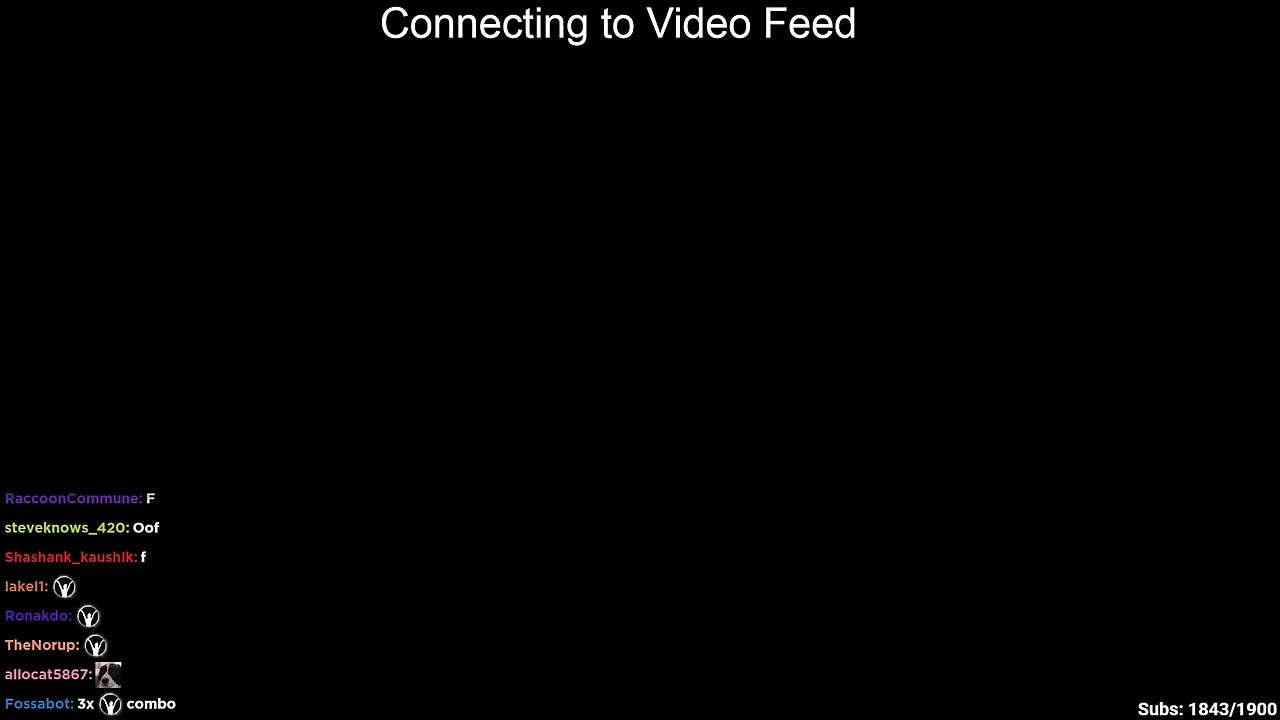 Connecting to Video Feed
RaccoonCommune: F
steveknows_420: Oof
Shashank_kaushik: f
lakel1:
Ronakdo:
TheNorup:
allocat5867:
Fossabot: 3x combo
Subs: 1843/1900